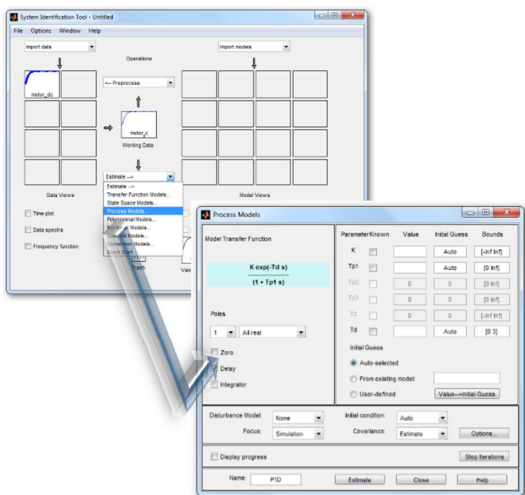 System Identification Tool - Untitled
File Options Window Help
Import data
Import models
Operations
<-- Preprocess
motor_dc
motor_c
Working Data
Estimate -->
Estimate -->
Transfer Function Models...
State Space Models...
Process Models...
Polynomial Models...
Data Views
Model Views
Time plot
Data spectra
Frequency function
Trash
Process Models
Model Transfer Function
K exp(-Td s)
(1 + Tp1 s)
Poles
1 All real
Zero
Delay
Integrator
Parameter Known Value Initial Guess Bounds
K Auto [-Inf Inf]
Tp1 Auto [0 Inf]
Tp2 0 0 [0 Inf]
Tp3 0 0 [0 Inf]
Tz 0 0 [-Inf Inf]
Td Auto [0 3]
Initial Guess
Auto-selected
From existing model
User-defined Value-->Initial Guess
Disturbance Model None Initial condition: Auto
Focus: Simulation Covariance: Estimate Options...
Display progress Stop Iterations
Name: P1D Estimate Close Help